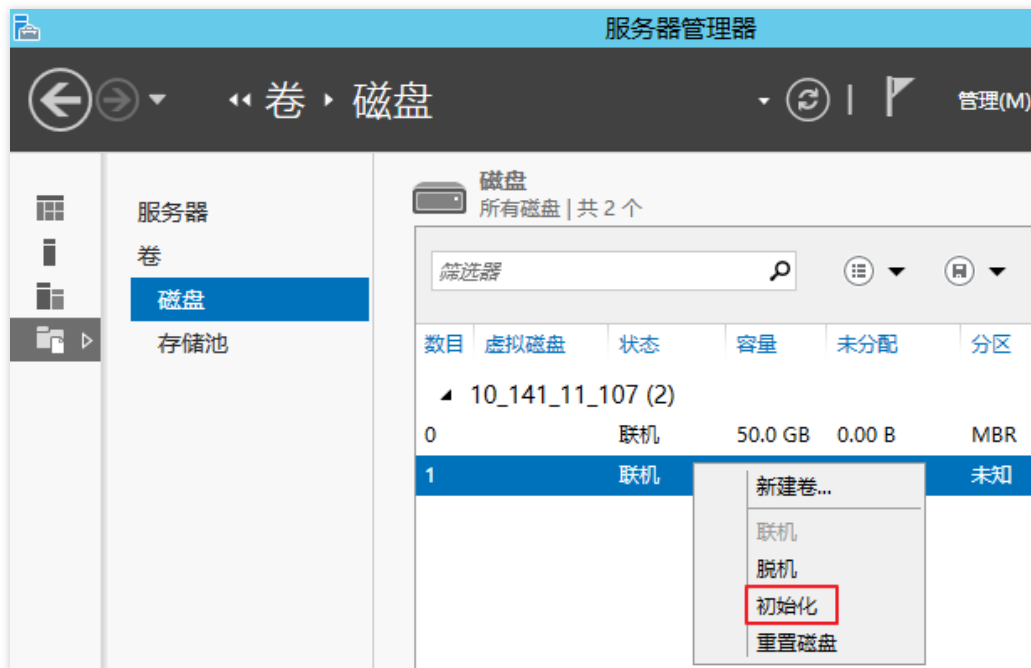 服务器管理器
卷 磁盘
管理(M)
服务器
卷
磁盘
存储池
磁盘
所有磁盘 | 共 2 个
筛选器
数目 虚拟磁盘 状态 容量 未分配 分区
10_141_11_107 (2)
0 联机 50.0 GB 0.00 B MBR
1 联机 未知
新建卷...
联机
脱机
初始化
重置磁盘